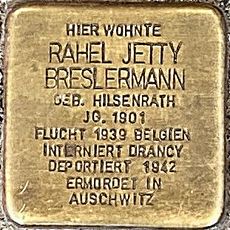 HIER WOHNTE
RAHEL JETTY
BRESLERMANN
GEB. HILSENRATH
JG. 1901
FLUCHT 1939 BELGIEN
INTERNIERT DRANCY
DEPORTIERT 1942
ERMORDET IN
AUSCHWITZ